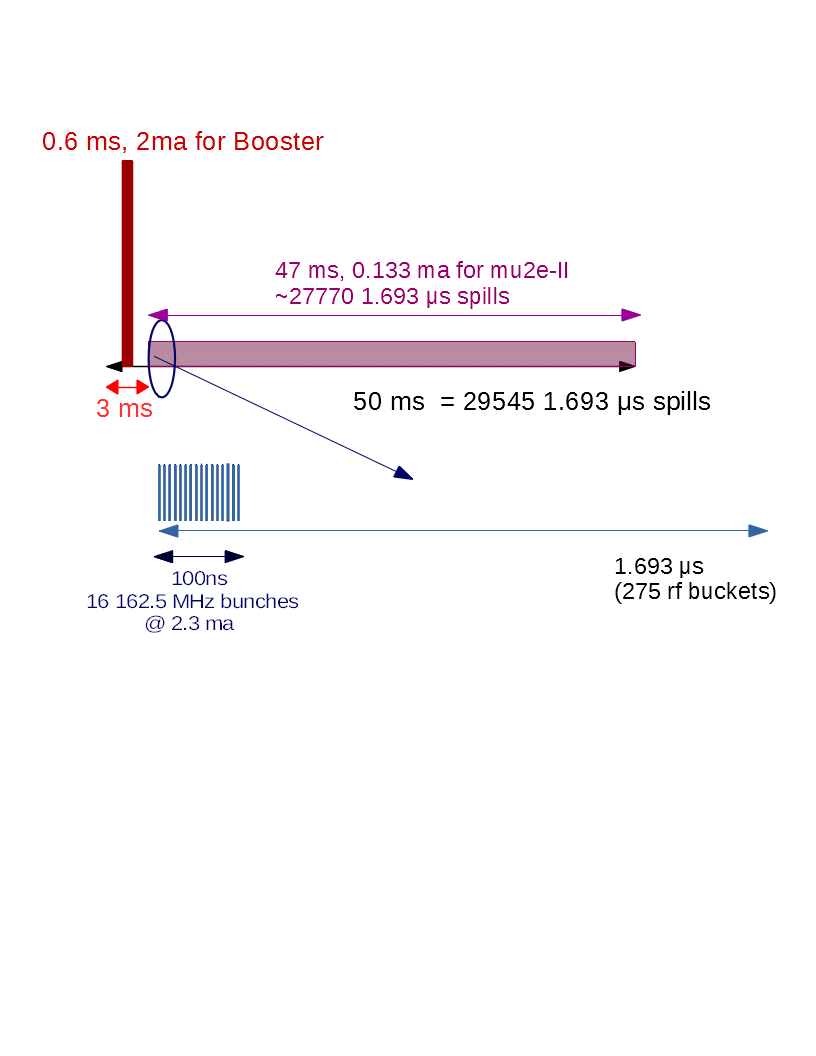 0.6 ms, 2ma for Booster
47 ms, 0.133 ma for mu2e-II
~27770 1.693 µs spills
3 ms
50 ms  = 29545 1.693 µs spills
1.693 µs
(275 rf buckets)
100ns
16 162.5 MHz bunches
@ 2.3 ma